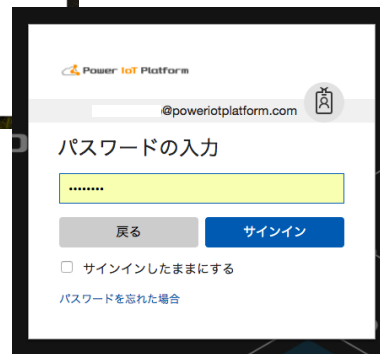 Power IoT Platform
@poweriotplatform.com
パスワードの入力
••••••••
戻る
サインイン
サインインしたままにする
パスワードを忘れた場合